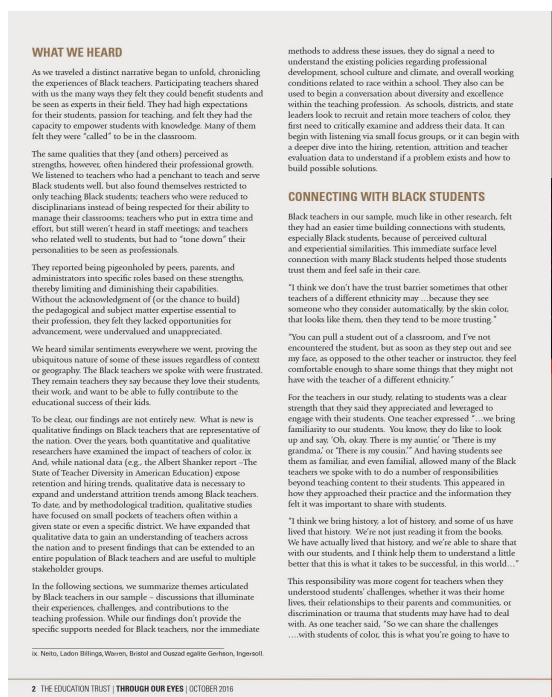 WHAT WE HEARD
As we traveled a distinct narrative began to unfold, chronicling
the experiences of Black teachers. Participating teachers shared
with us the many ways they felt they could benefit students and
be seen as experts in their field. They had high expectations
for their students, passion for teaching, and felt they had the
capacity to empower students with knowledge. Many of them
felt they were “called” to be in the classroom.
The same qualities that they (and others) perceived as
strengths, however, often hindered their professional growth.
We listened to teachers who had a penchant to teach and serve
Black students well, but also found themselves restricted to
only teaching Black students; teachers who were reduced to
disciplinarians instead of being respected for their ability to
manage their classrooms; teachers who put in extra time and
effort, but still weren’t heard in staff meetings; and teachers
who related well to students, but had to “tone down” their
personalities to be seen as professionals.
They reported being pigeonholed by peers, parents, and
administrators into specific roles based on these strengths,
thereby limiting and diminishing their capabilities.
Without the acknowledgment of (or the chance to build)
the pedagogical and subject matter expertise essential to
their profession, they felt they lacked opportunities for
advancement, were undervalued and unappreciated.
We heard similar sentiments everywhere we went, proving the
ubiquitous nature of some of these issues regardless of context
or geography. The Black teachers we spoke with were frustrated.
They remain teachers they say because they love their students,
their work, and want to be able to fully contribute to the
educational success of their kids.
To be clear, our findings are not entirely new. What is new is
qualitative findings on Black teachers that are representative of
the nation. Over the years, both quantitative and qualitative
researchers have examined the impact of teachers of color. ix
And, while national data (e.g., the Albert Shanker report –The
State of Teacher Diversity in American Education) expose
retention and hiring trends, qualitative data is necessary to
expand and understand attrition trends among Black teachers.
To date, and by methodological tradition, qualitative studies
have focused on small pockets of teachers often within a
given state or even a specific district. We have expanded that
qualitative data to gain an understanding of teachers across
the nation and to present findings that can be extended to an
entire population of Black teachers and are useful to multiple
stakeholder groups.
In the following sections, we summarize themes articulated
by Black teachers in our sample – discussions that illuminate
their experiences, challenges, and contributions to the
teaching profession. While our findings don’t provide the
specific supports needed for Black teachers, nor the immediate
methods to address these issues, they do signal a need to
understand the existing policies regarding professional
development, school culture and climate, and overall working
conditions related to race within a school. They also can be
used to begin a conversation about diversity and excellence
within the teaching profession. As schools, districts, and state
leaders look to recruit and retain more teachers of color, they
first need to critically examine and address their data. It can
begin with listening via small focus groups, or it can begin with
a deeper dive into the hiring, retention, attrition and teacher
evaluation data to understand if a problem exists and how to
build possible solutions.
CONNECTING WITH BLACK STUDENTS
Black teachers in our sample, much like in other research, felt
they had an easier time building connections with students,
especially Black students, because of perceived cultural
and experiential similarities. This immediate surface level
connection with many Black students helped those students
trust them and feel safe in their care.
“I think we don’t have the trust barrier sometimes that other
teachers of a different ethnicity may …because they see
someone who they consider automatically, by the skin color,
that looks like them, then they tend to be more trusting.”
“You can pull a student out of a classroom, and I’ve not
encountered the student, but as soon as they step out and see
my face, as opposed to the other teacher or instructor, they feel
comfortable enough to share some things that they might not
have with the teacher of a different ethnicity.”
For the teachers in our study, relating to students was a clear
strength that they said they appreciated and leveraged to
engage with their students. One teacher expressed “…we bring
familiarity to our students. You know, they do like to look
up and say, ‘Oh, okay. There is my auntie,’ or ‘There is my
grandma,’ or ‘There is my cousin.’” And having students see
them as familiar, and even familial, allowed many of the Black
teachers we spoke with to do a number of responsibilities
beyond teaching content to their students. This appeared in
how they approached their practice and the information they
felt it was important to share with students.
“I think we bring history, a lot of history, and some of us have
lived that history. We’re not just reading it from the books.
We have actually lived that history, and we’re able to share that
with our students, and I think help them to understand a little
better that this is what it takes to be successful, in this world…”
This responsibility was more cogent for teachers when they
understood students’ challenges, whether it was their home
lives, their relationships to their parents and communities, or
discrimination or trauma that students may have had to deal
with. As one teacher said, “So we can share the challenges
….with students of color, this is what you’re going to have to
ix. Neito, Ladon Billings, Warren, Bristol and Ouszad egalite Gerhson, Ingersoll.
2 THE EDUCATION TRUST | THROUGH OUR EYES | OCTOBER 2016